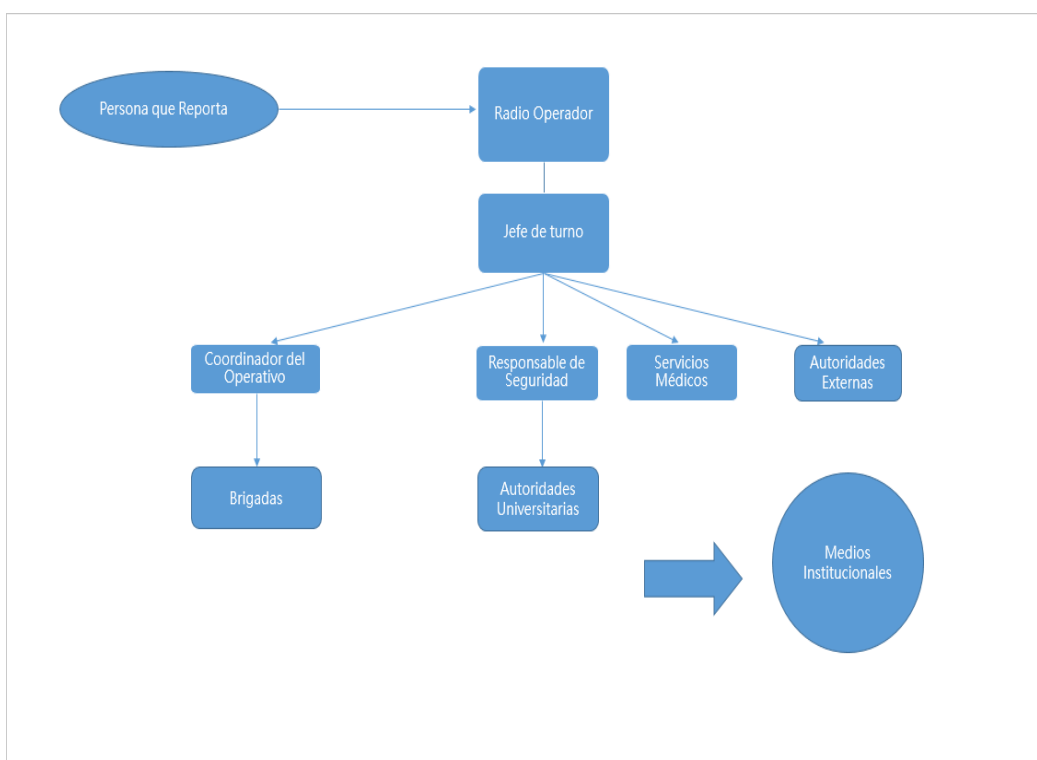 Persona que Reporta
Radio Operador
Jefe de turno
Coordinador del
Operativo
Responsable de
Seguridad
Servicios
Médicos
Autoridades
Externas
Brigadas
Autoridades
Universitarias
Medios
Institucionales